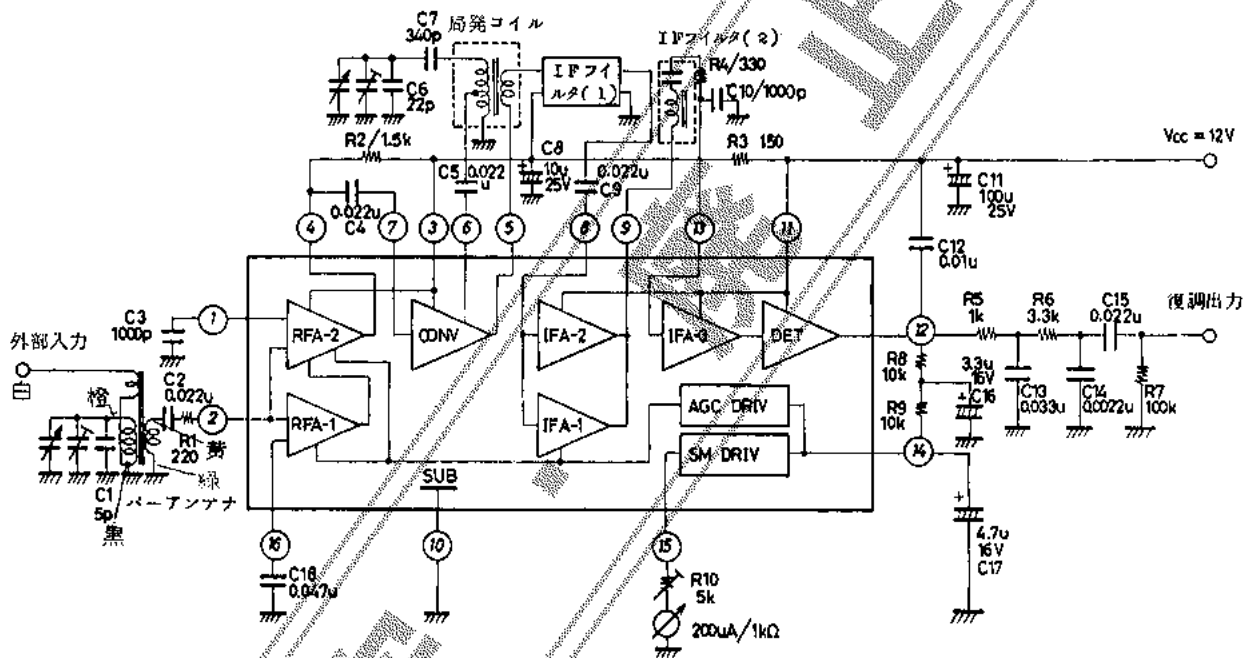 C7
340p
局発コイル
IFフィルタ(2)
R4/330
C6
22p
IFフイ
ルタ(1)
C10/1000p
R2/1.5k
C5 0.022
u
C8
10u
25V
0.022u
C9
R3 150
Vcc = 12V
+
C11
100u
25V
0.022u
C4
4
7
3
6
5
8
9
13
11
C12
0.01u
C3
1000p
1
RFA-2
CONV
IFA-2
IFA-3
DET
12
R5
1k
R6
3.3k
C15
0.022u
復調出力
外部入力
白
橙
C2
0.022u
2
R1
220
黄
緑
バーアンテナ
C1
5p
黒
RFA-1
IFA-1
AGC DRIV
SM DRIV
SUB
R8
10k
R9
10k
3.3u
16V
C16
+
C13
0.033u
C14
0.0022u
R7
100k
14
+
4.7u
16V
C17
16
10
15
C18
0.047u
R10
5k
200uA/1kΩ